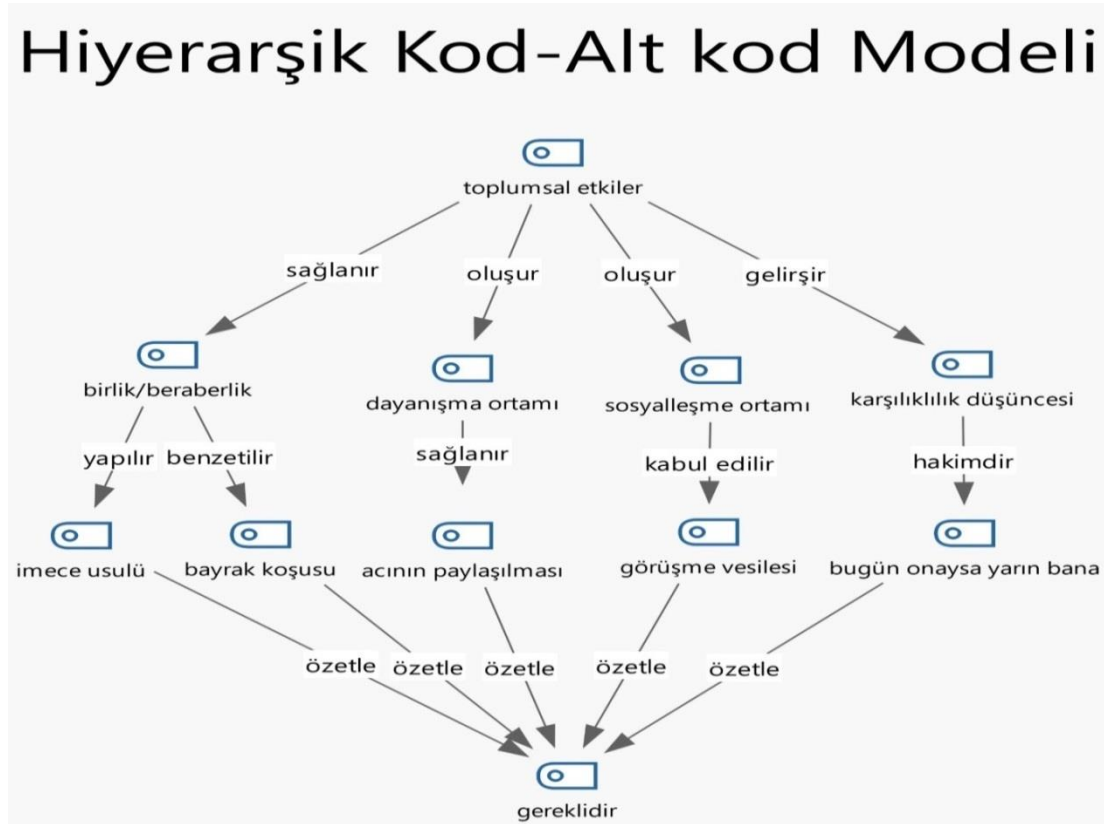 Hiyerarşik Kod-Alt kod Modeli
toplumsal etkiler
sağlanır oluşur oluşur gelirşir
birlik/beraberlik dayanışma ortamı sosyalleşme ortamı karşılıklılık düşüncesi
yapılır benzetilir sağlanır kabul edilir hakimdir
imece usulü bayrak koşusu acının paylaşılması görüşme vesilesi bugün onaysa yarın bana
özetle özetle özetle özetle özetle
gereklidir